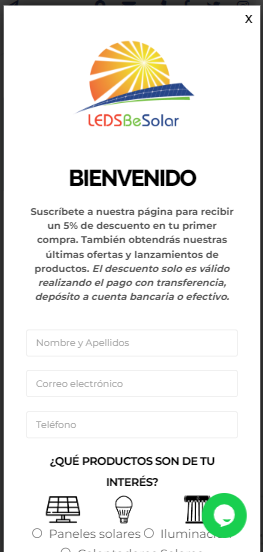 X
LEDSBeSolar
BIENVENIDO
Suscríbete a nuestra página para recibir
un 5% de descuento en tu primer
compra. También obtendrás nuestras
últimas ofertas y lanzamientos de
productos. El descuento solo es válido
realizando el pago con transferencia,
depósito a cuenta bancaria o efectivo.
Nombre y Apellidos
Correo electrónico
Teléfono
¿QUÉ PRODUCTOS SON DE TU
INTERÉS?
Paneles solares
Calentadores Solares